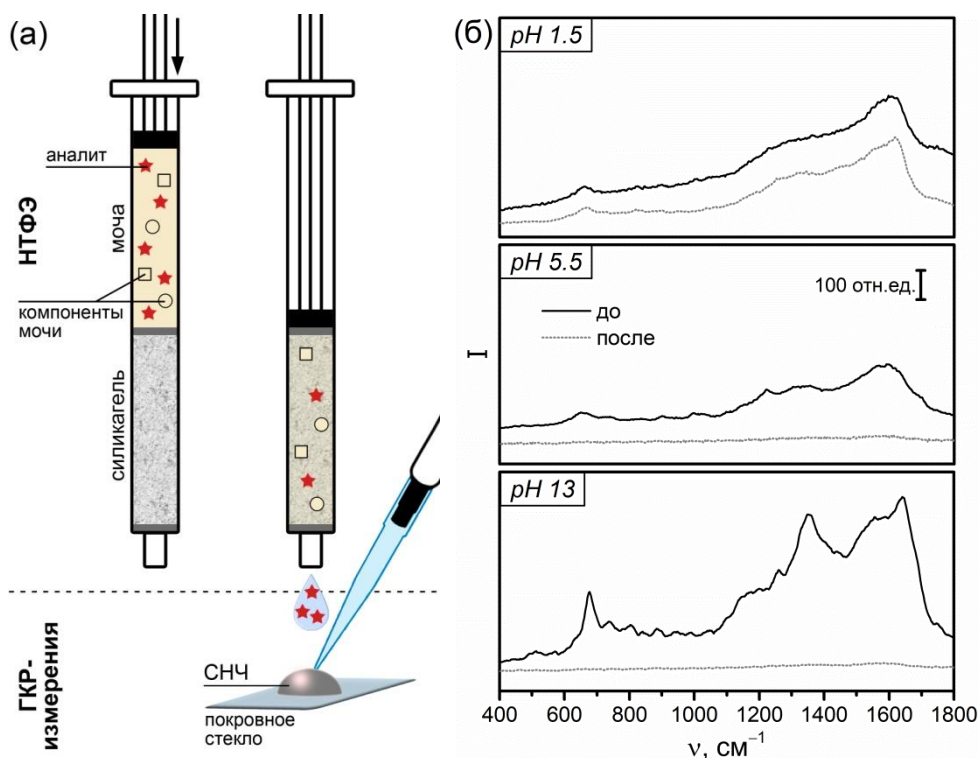 (а)
аналит
моча
НТФЭ
компоненты
мочи
силикагель
ГКР-
измерения
СНЧ
покровное
стекло
(б)
pH 1.5
pH 5.5
100 отн.ед.
до
после
I
pH 13
400 600 800 1000 1200 1400 1600 1800
ν, см⁻¹